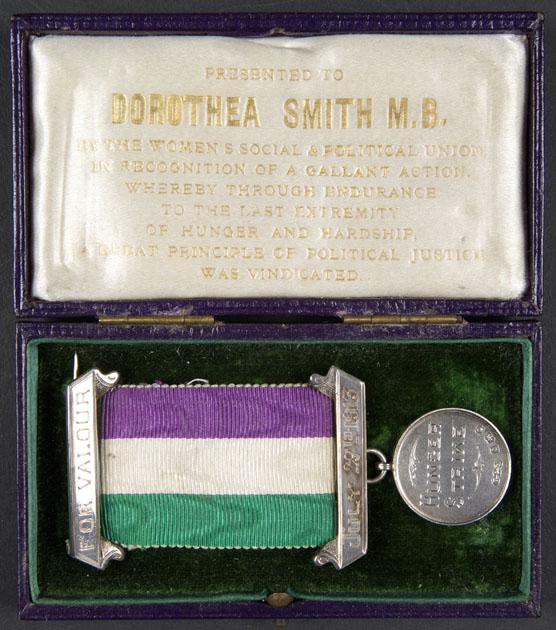 PRESENTED TO
DOROTHEA SMITH M.B.
BY THE WOMEN'S SOCIAL & POLITICAL UNION
IN RECOGNITION OF A GALLANT ACTION,
WHEREBY THROUGH ENDURANCE
TO THE LAST EXTREMITY
OF HUNGER AND HARDSHIP,
A GREAT PRINCIPLE OF POLITICAL JUSTICE
WAS VINDICATED.
FOR VALOUR
JULY
HUNGER
STRIKE